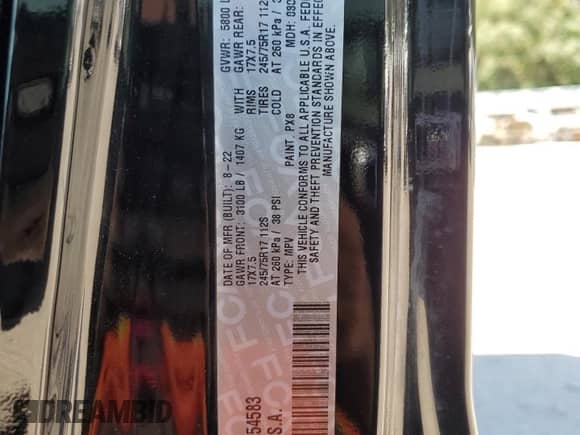 DATE OF MFR (BUILT): 8-22 GVWR: 5800 L
GAWR FRONT: 3100 LB / 1407 KG WITH GAWR REAR:
17X7.5 RIMS 17X7.5
245/75R17 112S TIRES 245/75R17 112
AT 260 kPa / 38 PSI COLD AT 260 kPa / 3
TYPE: MPV PAINT: PX8 MDH:
THIS VEHICLE CONFORMS TO ALL APPLICABLE U.S.A. FED
SAFETY AND THEFT PREVENTION STANDARDS IN EFFEC
MANUFACTURE SHOWN ABOVE.
54583
S.A.
DREAMBID